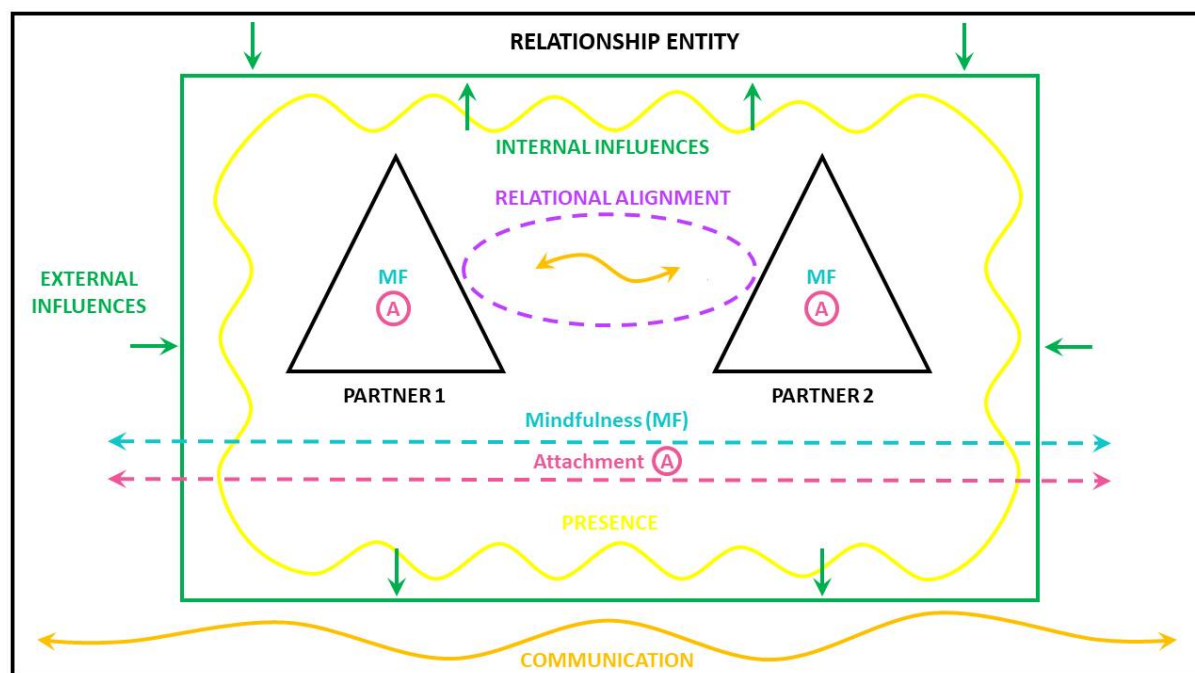 RELATIONSHIP ENTITY
INTERNAL INFLUENCES
RELATIONAL ALIGNMENT
EXTERNAL
INFLUENCES
MF
A
MF
A
PARTNER 1
PARTNER 2
Mindfulness (MF)
Attachment A
PRESENCE
COMMUNICATION